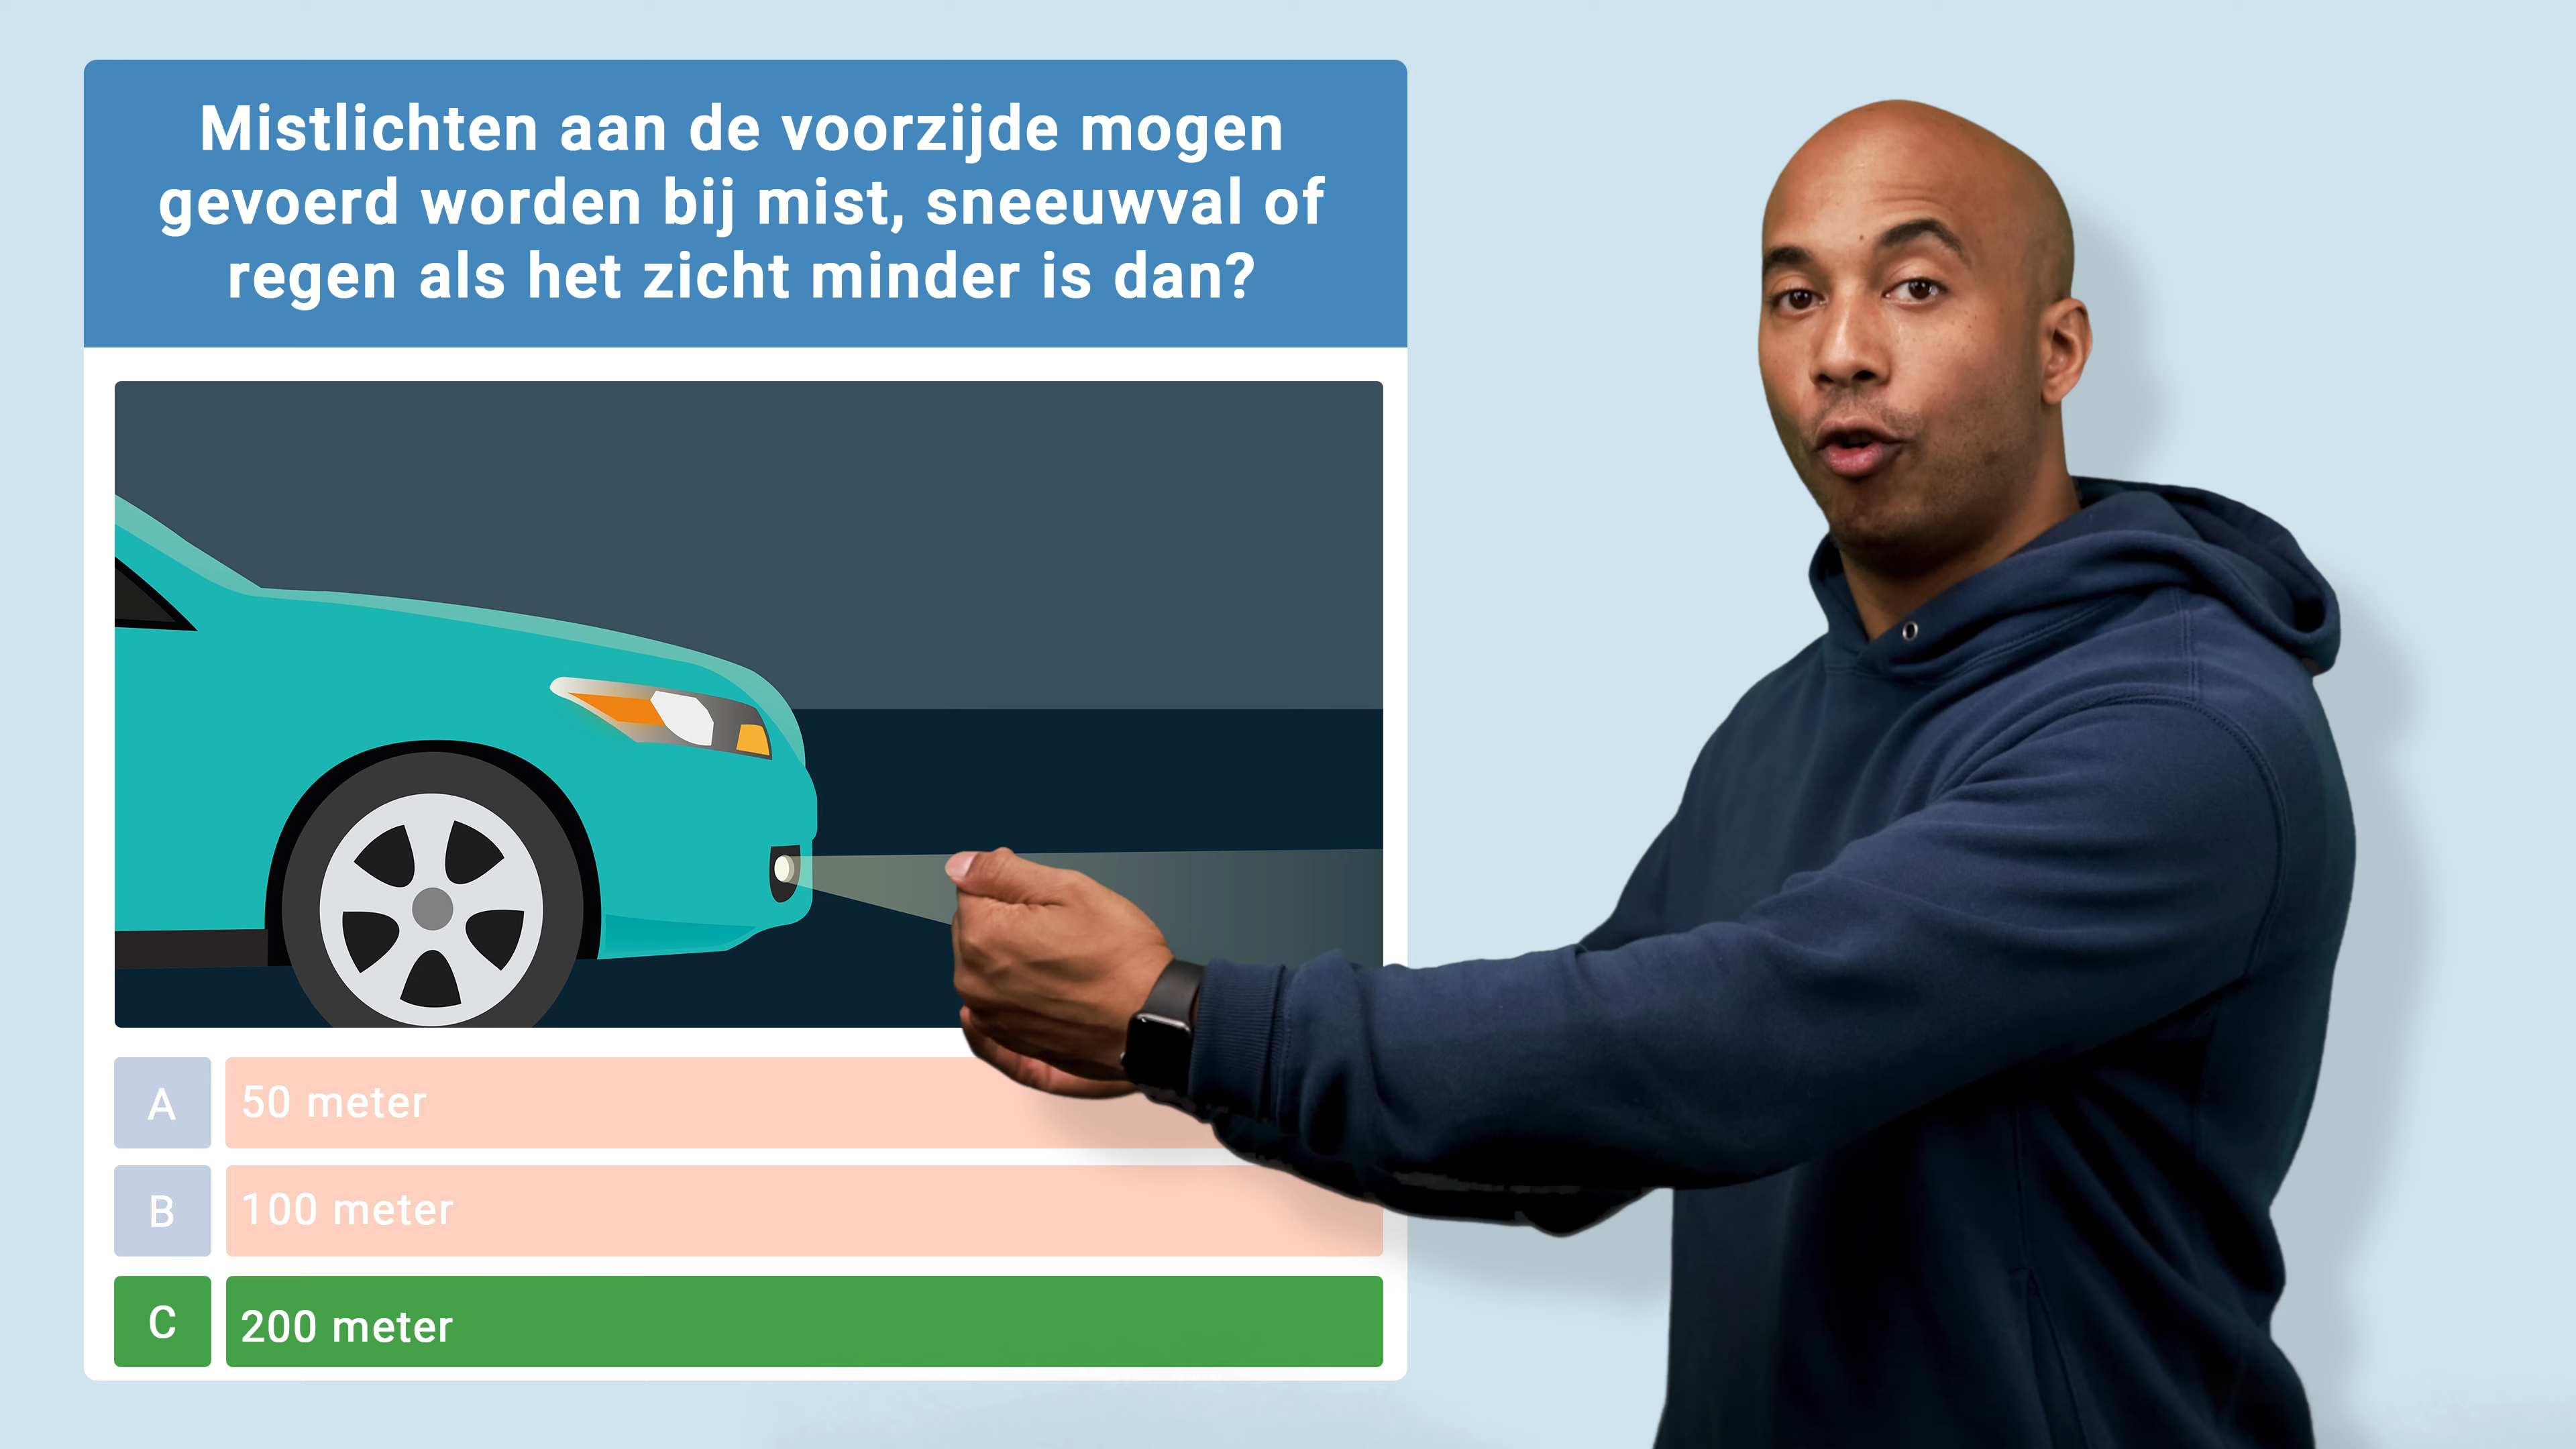 Mistlichten aan de voorzijde mogen
gevoerd worden bij mist, sneeuwval of
regen als het zicht minder is dan?
A 50 meter
B 100 meter
C 200 meter